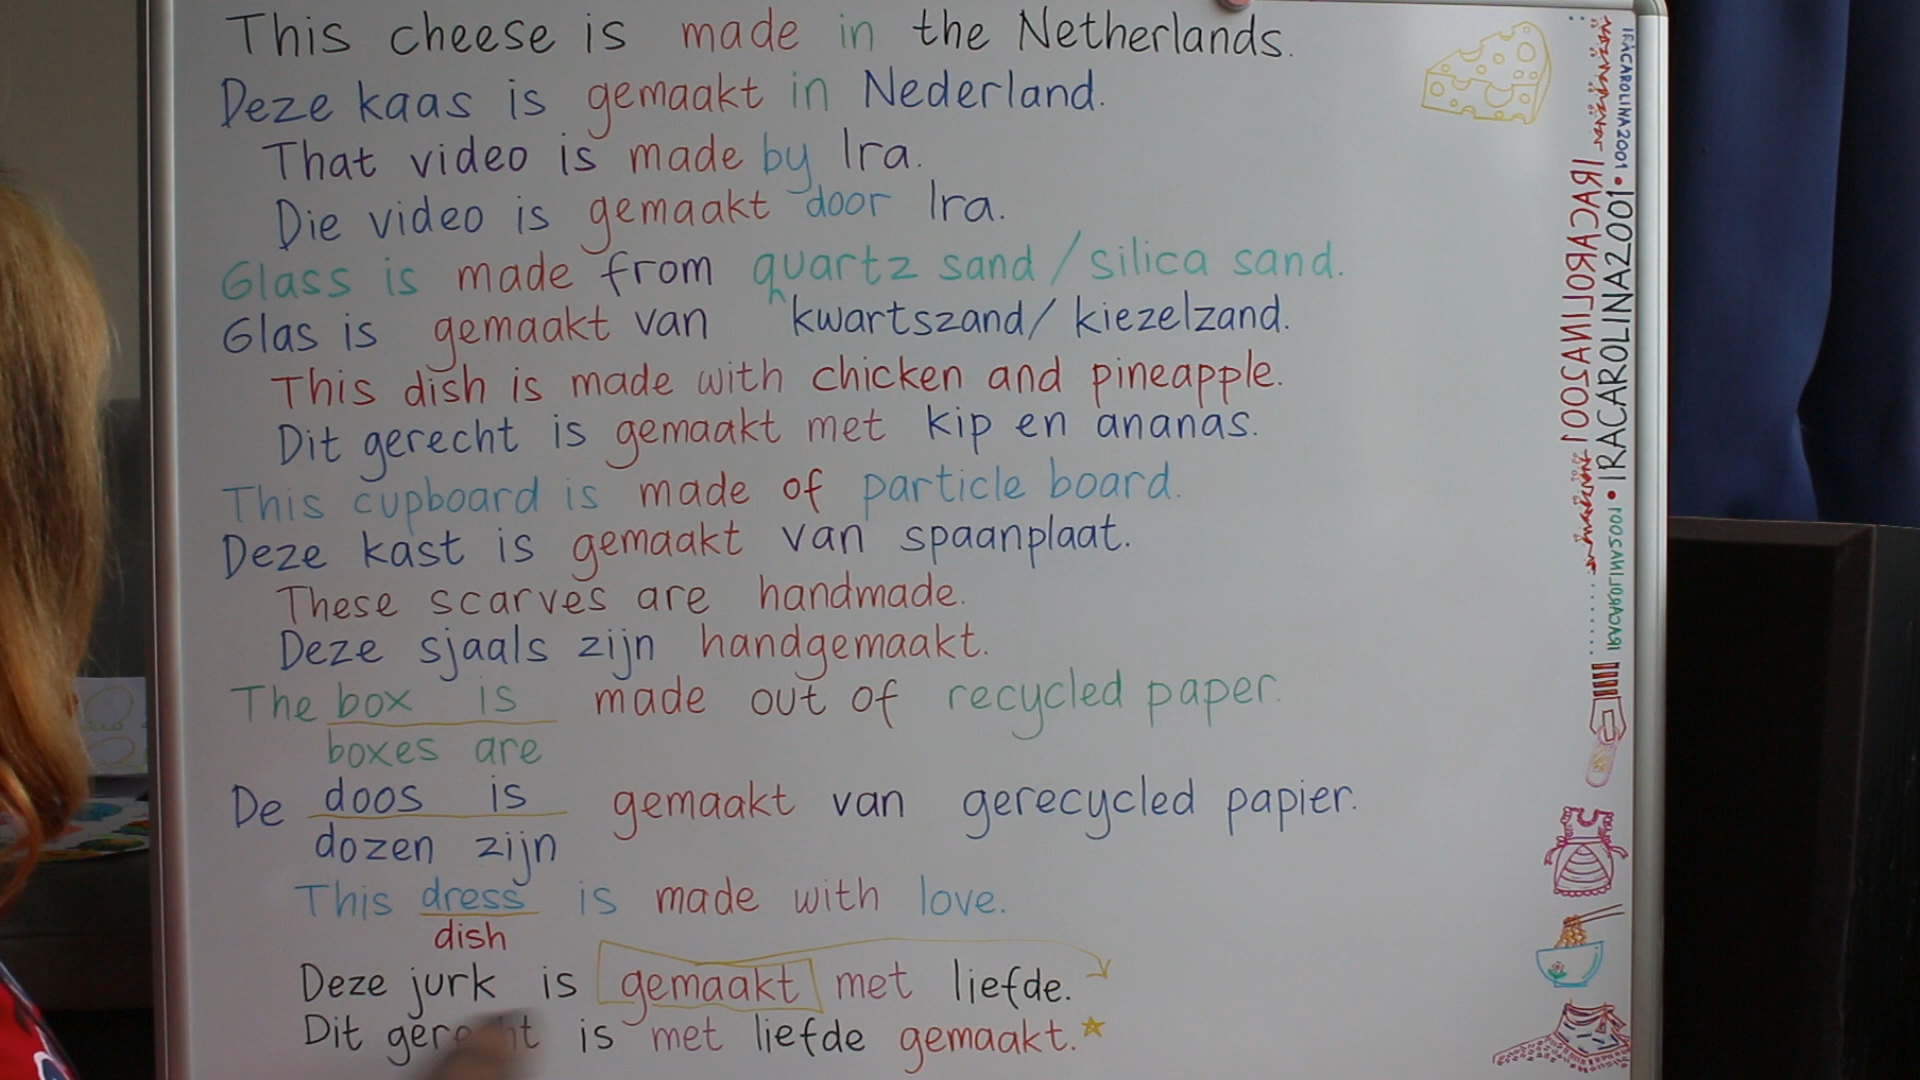 This cheese is made in the Netherlands.
Deze kaas is gemaakt in Nederland.
That video is made by Ira.
Die video is gemaakt door Ira.
Glass is made from quartz sand / silica sand.
Glas is gemaakt van kwartszand / kiezelzand.
This dish is made with chicken and pineapple.
Dit gerecht is gemaakt met kip en ananas.
This cupboard is made of particle board.
Deze kast is gemaakt van spaanplaat.
These scarves are handmade.
Deze sjaals zijn handgemaakt.
The box is made out of recycled paper.
boxes are
De doos is gemaakt van gerecycled papier.
dozen zijn
This dress is made with love.
dish
Deze jurk is gemaakt met liefde.
Dit gerecht is met liefde gemaakt.
IRACAROLINA2001 • IRACAROLINA2001 • IRACAROLINA2001
IRACAROLINA2001